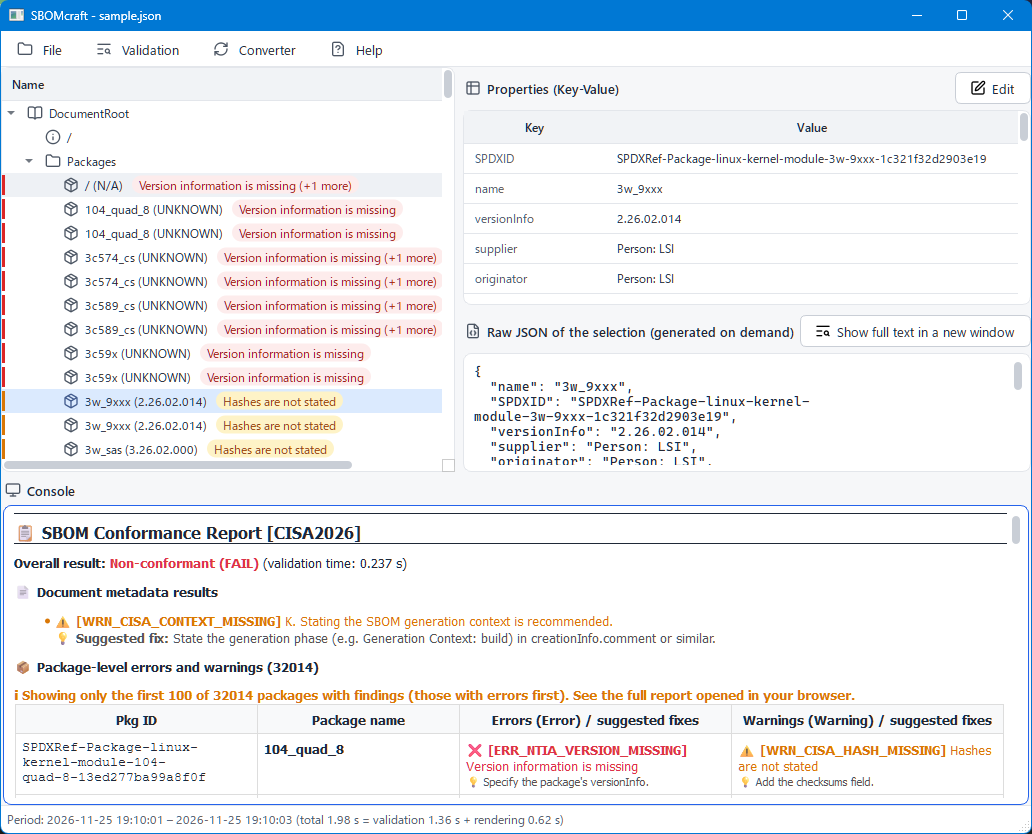 SBOMcraft - sample.json
File Validation Converter Help
Name
DocumentRoot
/
Packages
/ (N/A) Version information is missing (+1 more)
104_quad_8 (UNKNOWN) Version information is missing
104_quad_8 (UNKNOWN) Version information is missing
3c574_cs (UNKNOWN) Version information is missing (+1 more)
3c574_cs (UNKNOWN) Version information is missing (+1 more)
3c589_cs (UNKNOWN) Version information is missing (+1 more)
3c589_cs (UNKNOWN) Version information is missing (+1 more)
3c59x (UNKNOWN) Version information is missing
3c59x (UNKNOWN) Version information is missing
3w_9xxx (2.26.02.014) Hashes are not stated
3w_9xxx (2.26.02.014) Hashes are not stated
3w_sas (3.26.02.000) Hashes are not stated
Properties (Key-Value)
Edit
Key Value
SPDXID SPDXRef-Package-linux-kernel-module-3w-9xxx-1c321f32d2903e19
name 3w_9xxx
versionInfo 2.26.02.014
supplier Person: LSI
originator Person: LSI
Raw JSON of the selection (generated on demand)
Show full text in a new window
{
"name": "3w_9xxx",
"SPDXID": "SPDXRef-Package-linux-kernel-
module-3w-9xxx-1c321f32d2903e19",
"versionInfo": "2.26.02.014",
"supplier": "Person: LSI",
"originator": "Person: LSI",
Console
SBOM Conformance Report [CISA2026]
Overall result: Non-conformant (FAIL) (validation time: 0.237 s)
Document metadata results
• [WRN_CISA_CONTEXT_MISSING] K. Stating the SBOM generation context is recommended.
Suggested fix: State the generation phase (e.g. Generation Context: build) in creationInfo.comment or similar.
Package-level errors and warnings (32014)
i Showing only the first 100 of 32014 packages with findings (those with errors first). See the full report opened in your browser.
Pkg ID Package name Errors (Error) / suggested fixes Warnings (Warning) / suggested fixes
SPDXRef-Package-linux-
kernel-module-104-
quad-8-13ed277ba99a8f0f
104_quad_8
[ERR_NTIA_VERSION_MISSING]
Version information is missing
Specify the package's versionInfo.
[WRN_CISA_HASH_MISSING] Hashes
are not stated
Add the checksums field.
Period: 2026-11-25 19:10:01 – 2026-11-25 19:10:03 (total 1.98 s = validation 1.36 s + rendering 0.62 s)